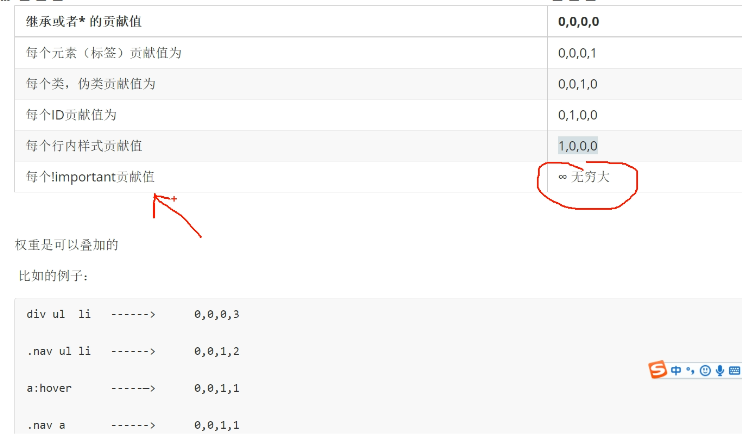 继承或者* 的贡献值 0,0,0,0
每个元素（标签）贡献值为 0,0,0,1
每个类，伪类贡献值为 0,0,1,0
每个ID贡献值为 0,1,0,0
每个行内样式贡献值 1,0,0,0
每个!important贡献值 ∞ 无穷大
权重是可以叠加的
比如的例子：
div ul li ------> 0,0,0,3
.nav ul li ------> 0,0,1,2
a:hover ------> 0,0,1,1
.nav a ------> 0,0,1,1
S 中